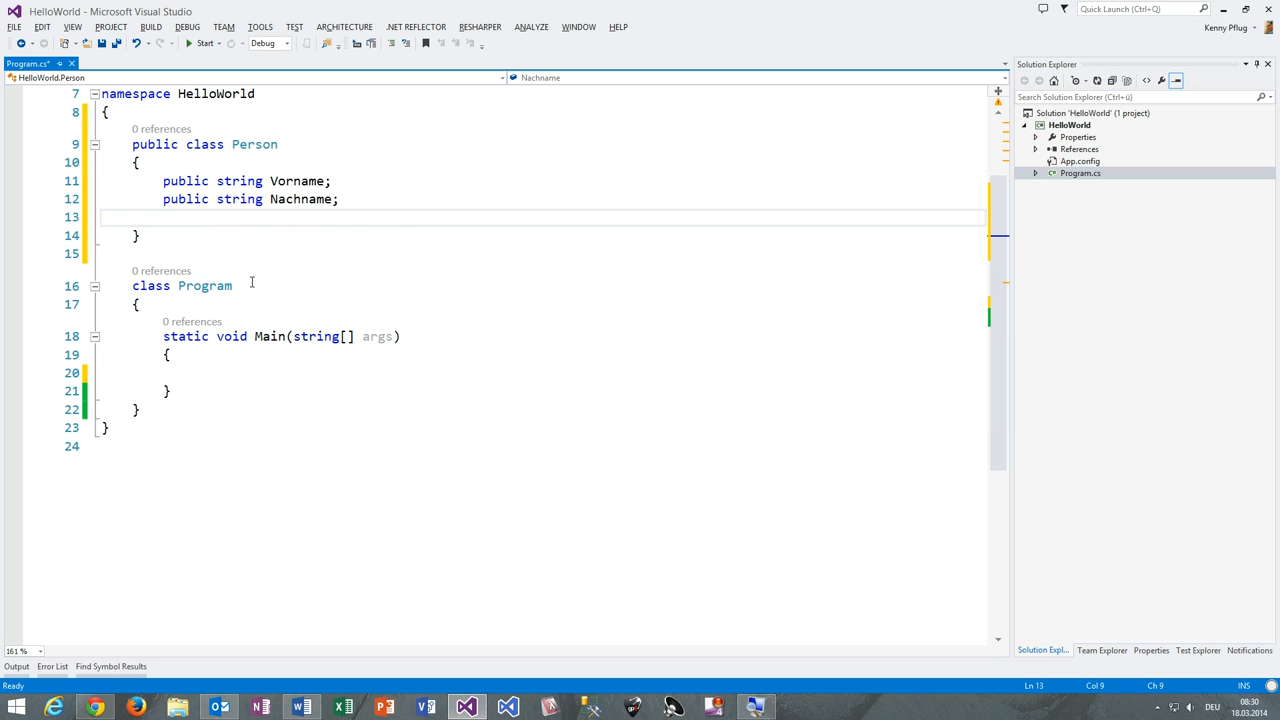 HelloWorld - Microsoft Visual Studio
Quick Launch (Ctrl+Q)
FILE EDIT VIEW PROJECT BUILD DEBUG TEAM TOOLS TEST ARCHITECTURE .NET REFLECTOR RESHARPER ANALYZE WINDOW HELP
Kenny Pflug
Start Debug
Program.cs*
Solution Explorer
HelloWorld.Person
Nachname
Search Solution Explorer (Ctrl+ü)
Solution 'HelloWorld' (1 project)
HelloWorld
Properties
References
App.config
Program.cs
7 namespace HelloWorld
8 {
0 references
9 public class Person
10 {
11 public string Vorname;
12 public string Nachname;
13
14 }
15
0 references
16 class Program
17 {
0 references
18 static void Main(string[] args)
19 {
20
21 }
22 }
23 }
24
161 %
Solution Expl... Team Explorer Properties Test Explorer Notifications
Output Error List Find Symbol Results
Ready
Ln 13 Col 9 Ch 9 INS
DEU
08:30
18.03.2014